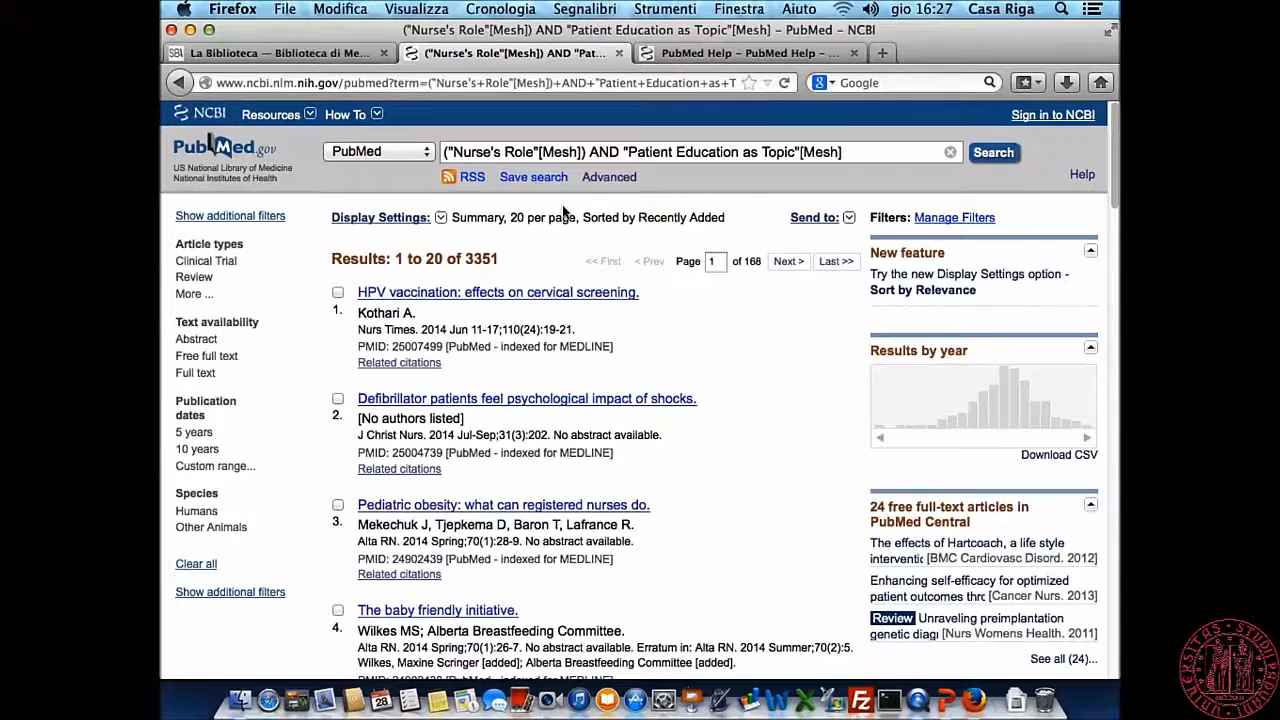 Firefox File Modifica Visualizza Cronologia Segnalibri Strumenti Finestra Aiuto gio 16:27 Casa Riga
("Nurse's Role"[Mesh]) AND "Patient Education as Topic"[Mesh] - PubMed - NCBI
SBA La Biblioteca — Biblioteca di Me... ("Nurse's Role"[Mesh]) AND "Pat... PubMed Help - PubMed Help - ...
www.ncbi.nlm.nih.gov/pubmed?term=("Nurse's+Role"[Mesh])+AND+"Patient+Education+as+T Google
NCBI Resources How To Sign in to NCBI
PubMed.gov PubMed ("Nurse's Role"[Mesh]) AND "Patient Education as Topic"[Mesh] Search
US National Library of Medicine
National Institutes of Health
RSS Save search Advanced Help
Show additional filters
Article types
Clinical Trial
Review
More ...
Text availability
Abstract
Free full text
Full text
Publication
dates
5 years
10 years
Custom range...
Species
Humans
Other Animals
Clear all
Show additional filters
Display Settings: Summary, 20 per page, Sorted by Recently Added Send to:
Results: 1 to 20 of 3351 << First < Prev Page 1 of 168 Next > Last >>
HPV vaccination: effects on cervical screening.
1. Kothari A.
Nurs Times. 2014 Jun 11-17;110(24):19-21.
PMID: 25007499 [PubMed - indexed for MEDLINE]
Related citations
Defibrillator patients feel psychological impact of shocks.
2. [No authors listed]
J Christ Nurs. 2014 Jul-Sep;31(3):202. No abstract available.
PMID: 25004739 [PubMed - indexed for MEDLINE]
Related citations
Pediatric obesity: what can registered nurses do.
3. Mekechuk J, Tjepkema D, Baron T, Lafrance R.
Alta RN. 2014 Spring;70(1):28-9. No abstract available.
PMID: 24902439 [PubMed - indexed for MEDLINE]
Related citations
The baby friendly initiative.
4. Wilkes MS; Alberta Breastfeeding Committee.
Alta RN. 2014 Spring;70(1):26-7. No abstract available. Erratum in: Alta RN. 2014 Summer;70(2):5.
Wilkes, Maxine Scringer [added]; Alberta Breastfeeding Committee [added].
Filters: Manage Filters
New feature
Try the new Display Settings option -
Sort by Relevance
Results by year
Download CSV
24 free full-text articles in
PubMed Central
The effects of Hartcoach, a life style
interventic [BMC Cardiovasc Disord. 2012]
Enhancing self-efficacy for optimized
patient outcomes thrc [Cancer Nurs. 2013]
Review Unraveling preimplantation
genetic diagi [Nurs Womens Health. 2011]
See all (24)...